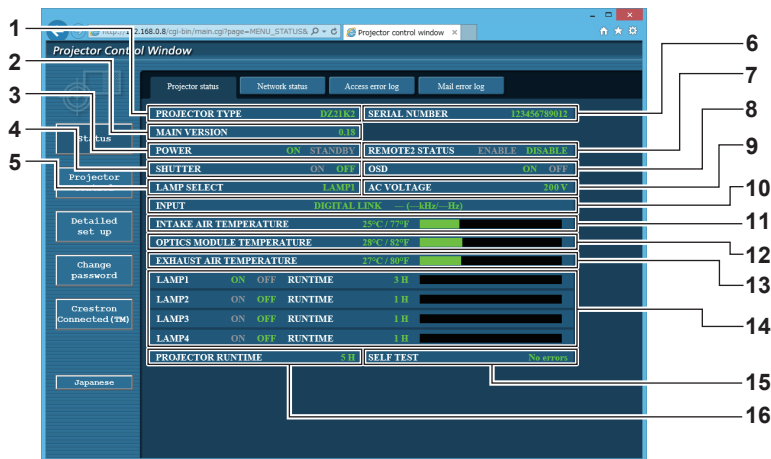 1
2
3
4
5
6
7
8
9
10
11
12
13
14
15
16
168.0.8/cgi-bin/main.cgi?page=MENU_STATUS&
Projector control window ×
Projector Control Window
Projector status Network status Access error log Mail error log
PROJECTOR TYPE DZ21K2 SERIAL NUMBER 123456789012
MAIN VERSION 0.18
POWER ON STANDBY REMOTE2 STATUS ENABLE DISABLE
SHUTTER ON OFF OSD ON OFF
LAMP SELECT LAMP1 AC VOLTAGE 200 V
INPUT DIGITAL LINK — (—kHz/—Hz)
INTAKE AIR TEMPERATURE 25°C / 77°F
OPTICS MODULE TEMPERATURE 28°C / 82°F
EXHAUST AIR TEMPERATURE 27°C / 80°F
LAMP1 ON OFF RUNTIME 3 H
LAMP2 ON OFF RUNTIME 1 H
LAMP3 ON OFF RUNTIME 1 H
LAMP4 ON OFF RUNTIME 1 H
PROJECTOR RUNTIME 5 H SELF TEST No errors
Status
Projector
Detailed
set up
Change
password
Crestron
Connected(TM)
Japanese